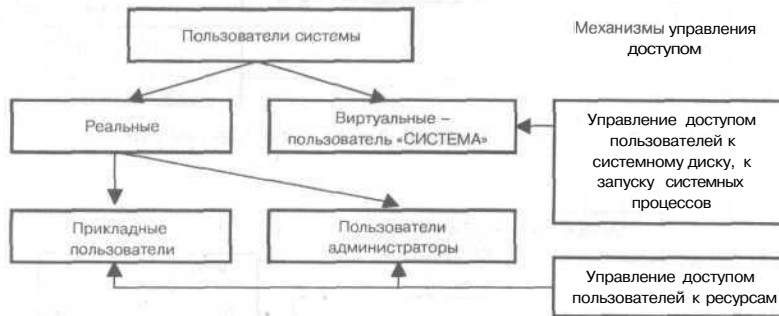 Пользователи системы
Механизмы управления
доступом
Реальные
Виртуальные –
пользователь «СИСТЕМА»
Управление доступом
пользователей к
системному диску, к
запуску системных
процессов
Прикладные
пользователи
Пользователи
администраторы
Управление доступом
пользователей к ресурсам